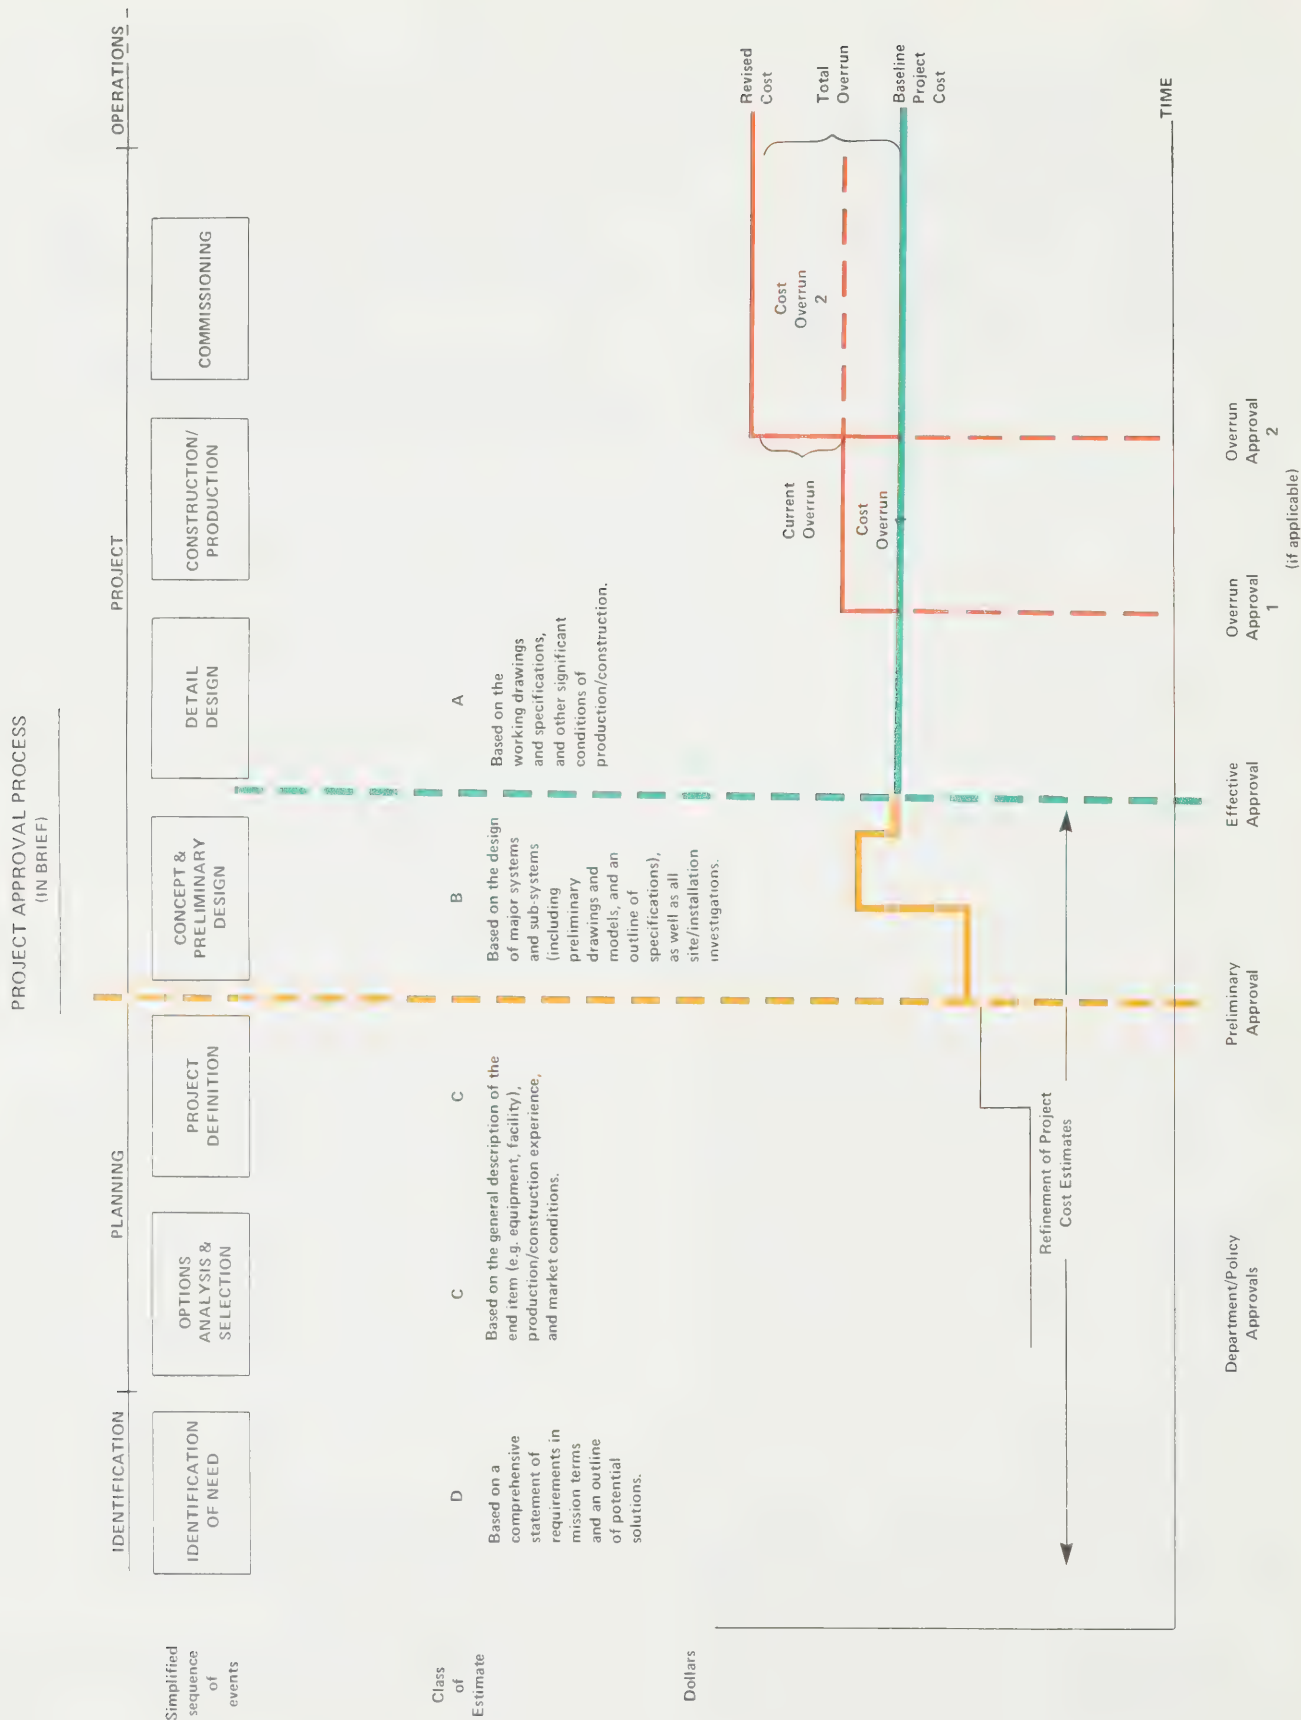 PROJECT APPROVAL PROCESS
(IN BRIEF)
IDENTIFICATION
PLANNING
PROJECT
OPERATIONS
Simplified
sequence
of
events
IDENTIFICATION
OF NEED
OPTIONS
ANALYSIS &
SELECTION
PROJECT
DEFINITION
CONCEPT &
PRELIMINARY
DESIGN
DETAIL
DESIGN
CONSTRUCTION/
PRODUCTION
COMMISSIONING
Class
of
Estimate
D
Based on a
comprehensive
statement of
requirements in
mission terms
and an outline
of potential
solutions.
C
C
Based on the general description of the
end item (e.g. equipment, facility),
production/construction experience,
and market conditions.
B
Based on the design
of major systems
and sub-systems
(including
preliminary
drawings and
models, and an
outline of
specifications),
as well as all
site/installation
investigations.
A
Based on the
working drawings
and specifications,
and other significant
conditions of
production/construction.
Dollars
Revised
Cost
Total
Overrun
Baseline
Project
Cost
Cost
Overrun
2
Current
Overrun
Cost
Overrun
Refinement of Project
Cost Estimates
TIME
Department/Policy
Approvals
Preliminary
Approval
Effective
Approval
Overrun
Approval
1
Overrun
Approval
2
(if applicable)